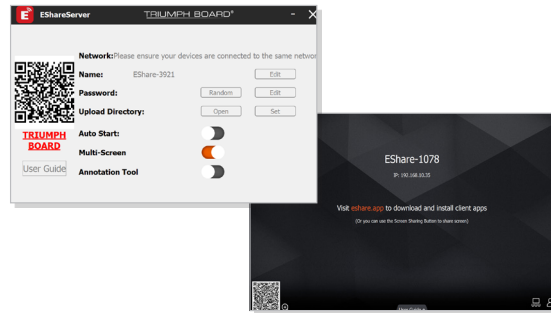 EShareServer
TRIUMPH BOARD®
Network:Please ensure your devices are connected to the same networ
Name: EShare-3921 Edit
Password: Random Edit
Upload Directory: Open Set
TRIUMPH
BOARD
Auto Start:
Multi-Screen
User Guide
Annotation Tool
EShare-1078
IP: 192.168.10.35
Visit eshare.app to download and install client apps
(Or you can use the Screen Sharing Button to share screen)
User Guide